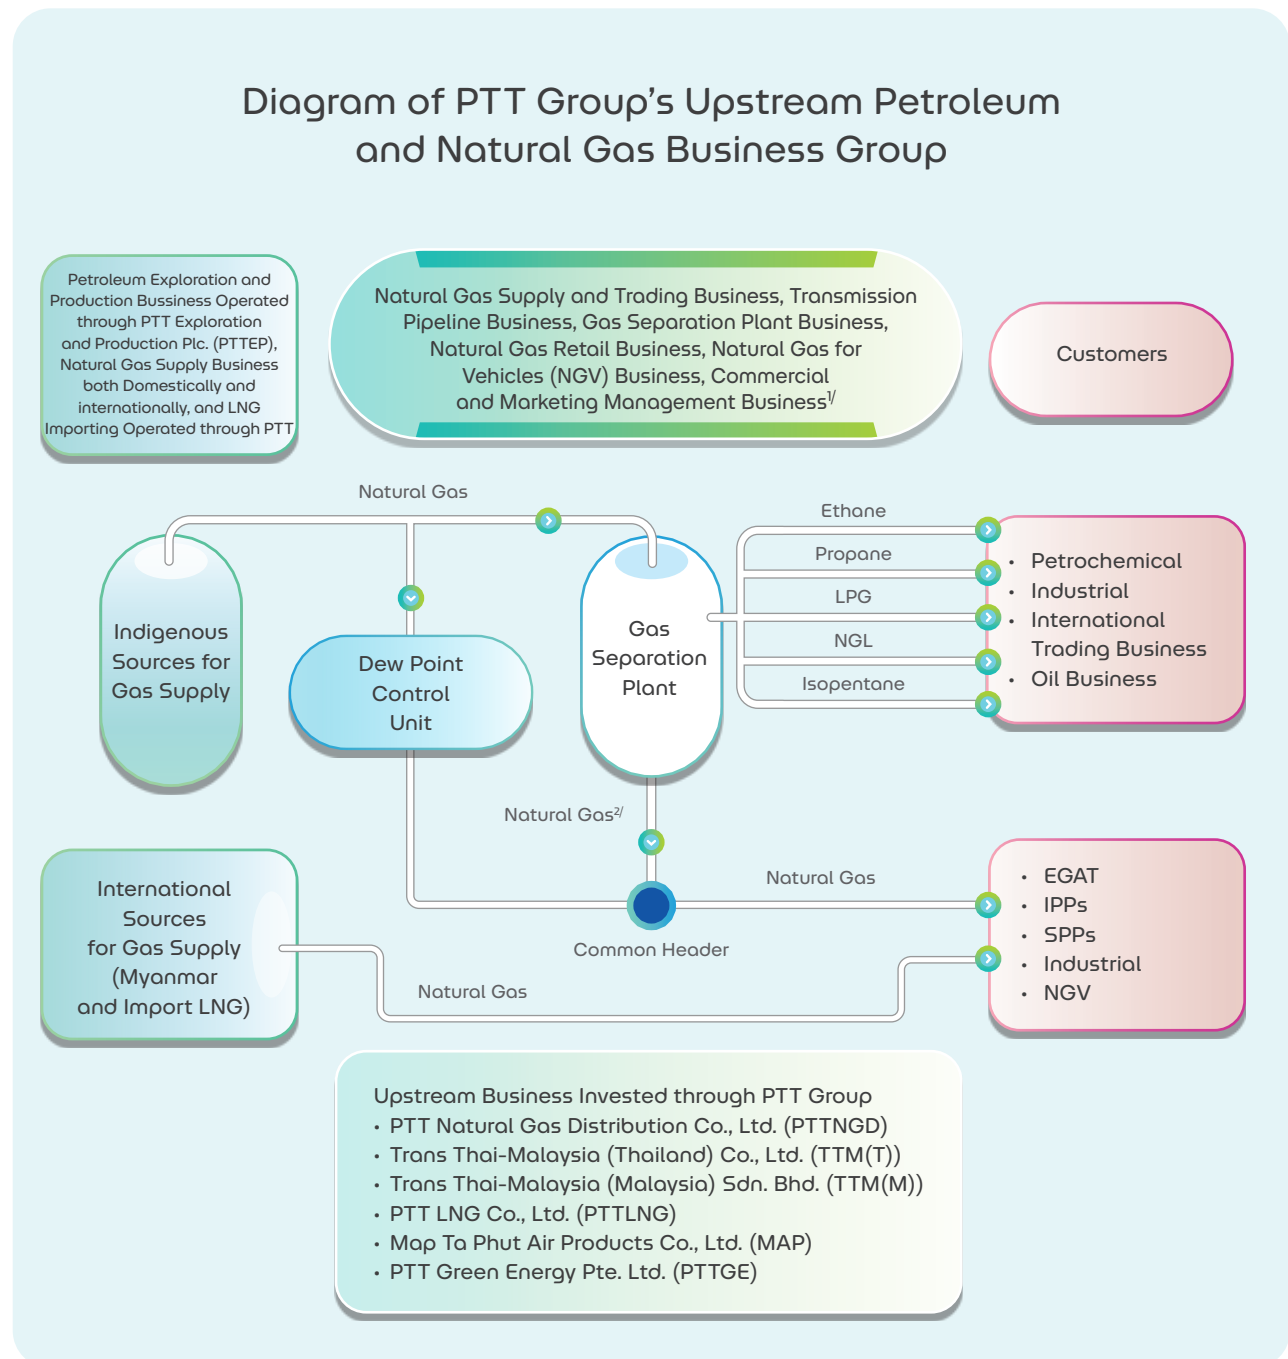 Diagram of PTT Group's Upstream Petroleum
and Natural Gas Business Group
Petroleum Exploration and
Production Bussiness Operated
through PTT Exploration
and Production Plc. (PTTEP),
Natural Gas Supply Business
both Domestically and
internationally, and LNG
Importing Operated through PTT
Natural Gas Supply and Trading Business, Transmission
Pipeline Business, Gas Separation Plant Business,
Natural Gas Retail Business, Natural Gas for
Vehicles (NGV) Business, Commercial
and Marketing Management Business1/
Customers
Natural Gas
Indigenous
Sources for
Gas Supply
Dew Point
Control
Unit
Gas
Separation
Plant
Ethane
Propane
LPG
NGL
Isopentane
• Petrochemical
• Industrial
• International
Trading Business
• Oil Business
Natural Gas2/
Common Header
Natural Gas
International
Sources
for Gas Supply
(Myanmar
and Import LNG)
Natural Gas
• EGAT
• IPPs
• SPPs
• Industrial
• NGV
Upstream Business Invested through PTT Group
• PTT Natural Gas Distribution Co., Ltd. (PTTNGD)
• Trans Thai-Malaysia (Thailand) Co., Ltd. (TTM(T))
• Trans Thai-Malaysia (Malaysia) Sdn. Bhd. (TTM(M))
• PTT LNG Co., Ltd. (PTTLNG)
• Map Ta Phut Air Products Co., Ltd. (MAP)
• PTT Green Energy Pte. Ltd. (PTTGE)